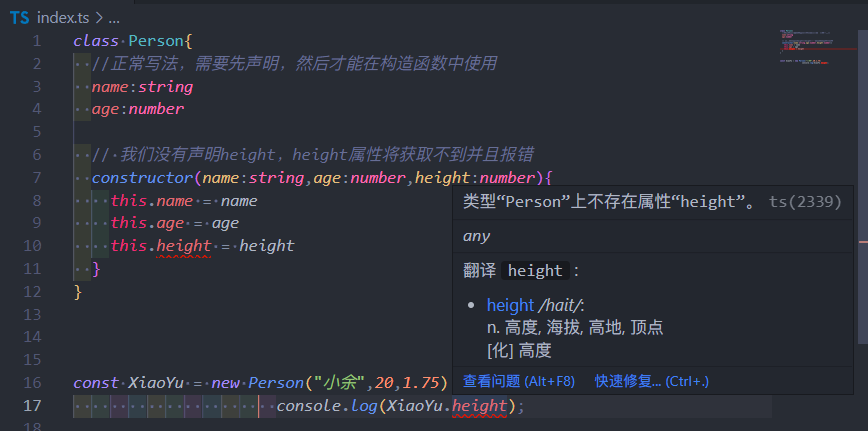 TS index.ts > ...
1 class Person{
2 //正常写法，需要先声明，然后才能在构造函数中使用
3 name:string
4 age:number
5
6 // 我们没有声明height，height属性将获取不到并且报错
7 constructor(name:string,age:number,height:number){
8 this.name = name
类型“Person”上不存在属性“height”。 ts(2339)
9 this.age = age
any
10 this.height = height
11 }
翻译 height :
12 }
13
height /hait/:
n. 高度, 海拔, 高地, 顶点
14
[化] 高度
15
16 const XiaoYu = new Person("小余",20,1.75)
查看问题 (Alt+F8) 快速修复... (Ctrl+.)
17 console.log(XiaoYu.height);
18